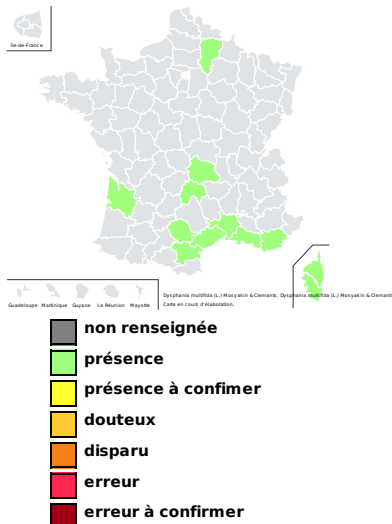 Île-de-France
Guadeloupe Martinique Guyane La Réunion Mayotte
Dysphania multifida (L.) Mosyakin & Clemants, Dysphania multifida (L.) Mosyakin & Clemants
Carte en cours d'élaboration.
non renseignée
présence
présence à confimer
douteux
disparu
erreur
erreur à confirmer